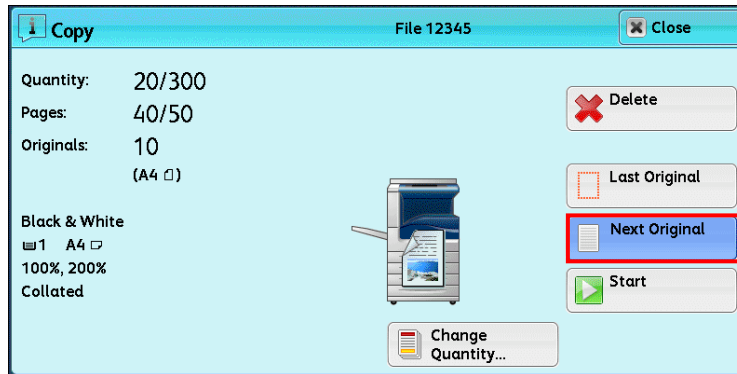 Copy
File 12345
Close
Quantity: 20/300
Pages: 40/50
Originals: 10
(A4)
Black & White
1 A4
100%, 200%
Collated
Delete
Last Original
Next Original
Start
Change
Quantity...